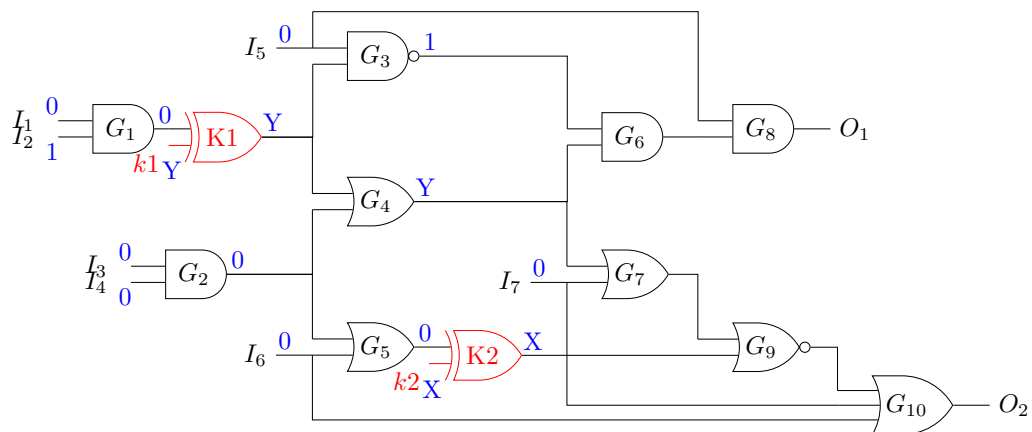 I₅ 0
G₃ 1
I₁ 0
I₂ 1
G₁ 0
K1 Y
k1 Y
G₆
G₈ O₁
G₄ Y
I₃ 0
I₄ 0
G₂ 0
I₇ 0
G₇
I₆ 0
G₅ 0
K2 X
k2 X
G₉
G₁₀ O₂